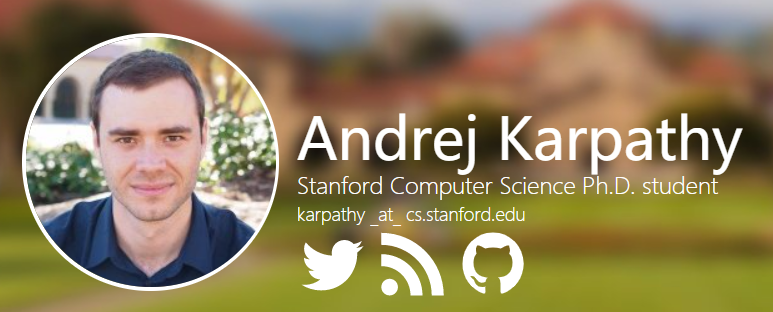 Andrej Karpathy
Stanford Computer Science Ph.D. student
karpathy _at_ cs.stanford.edu